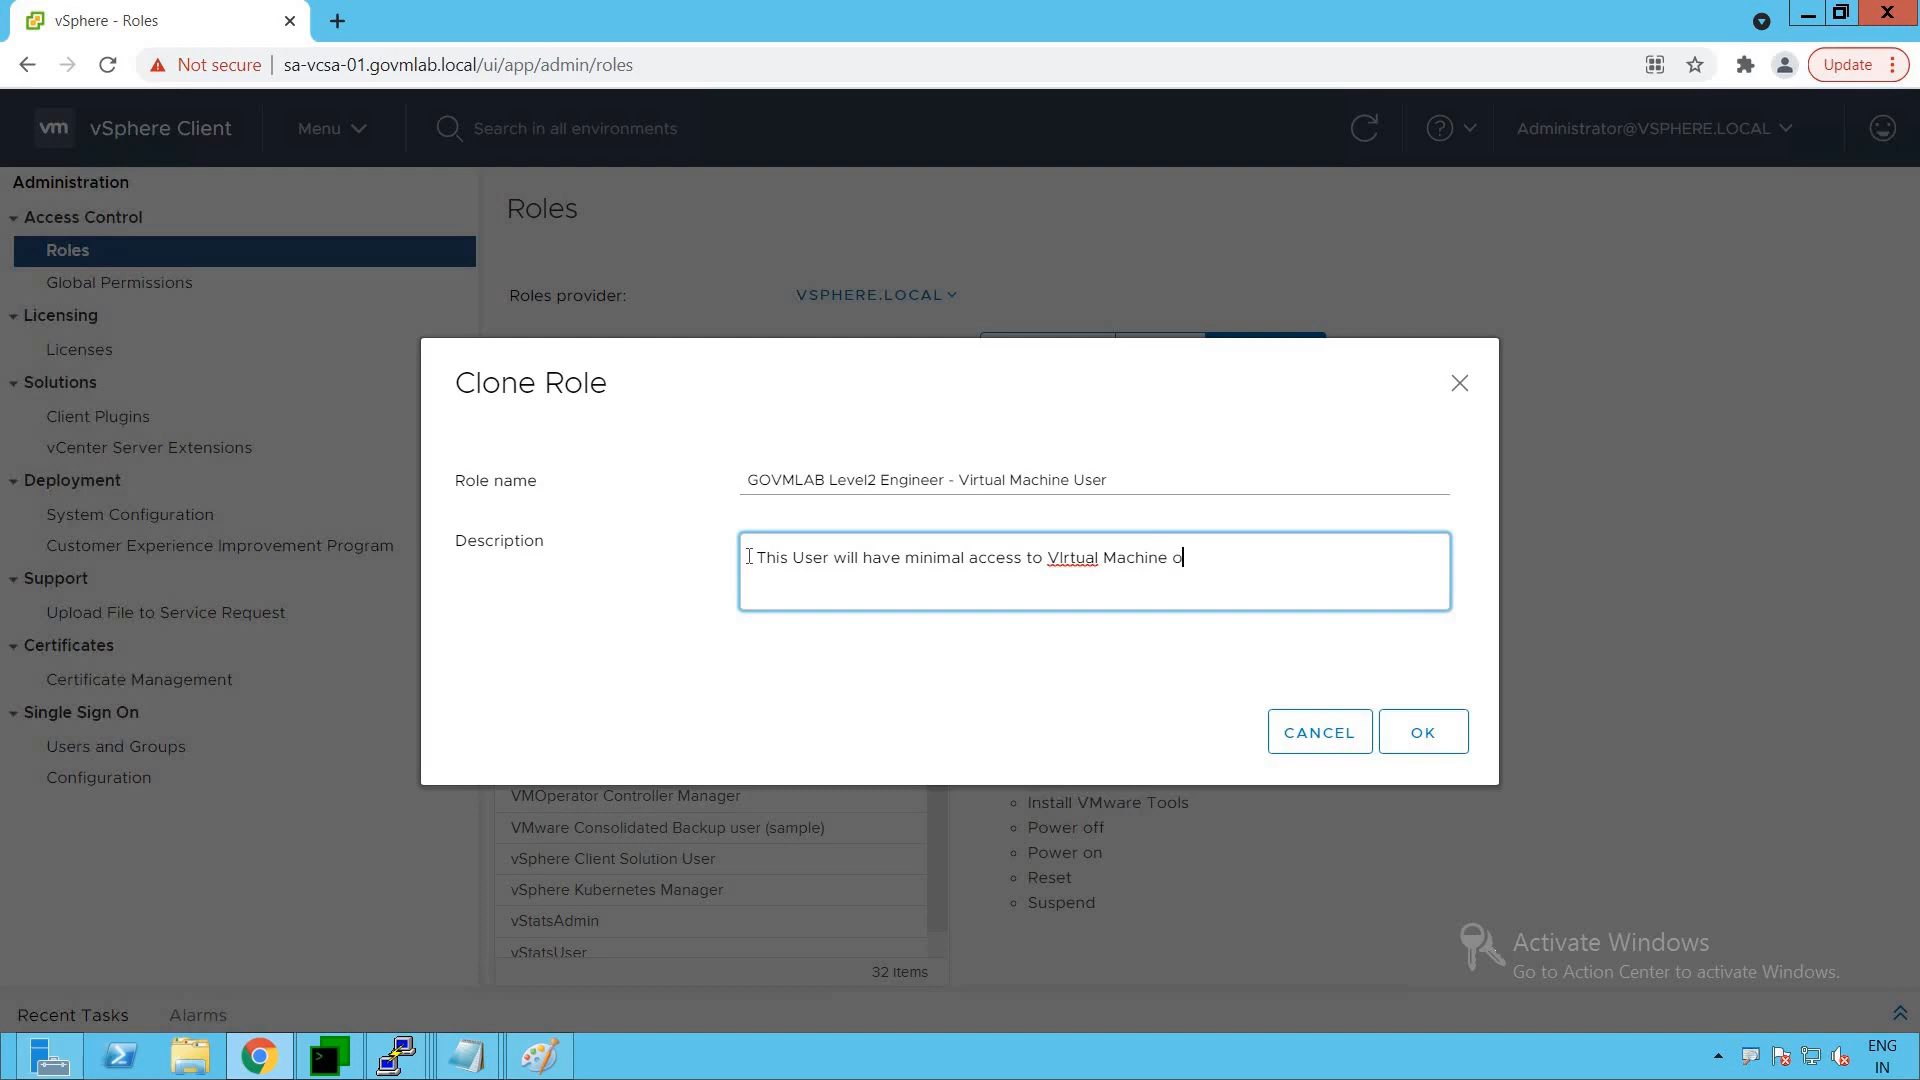 vSphere - Roles
Not secure
sa-vcsa-01.govmlab.local/ui/app/admin/roles
Update
vm
vSphere Client
Menu
Search in all environments
Administrator@VSPHERE.LOCAL
Administration
Access Control
Roles
Global Permissions
Licensing
Licenses
Solutions
Client Plugins
vCenter Server Extensions
Deployment
System Configuration
Customer Experience Improvement Program
Support
Upload File to Service Request
Certificates
Certificate Management
Single Sign On
Users and Groups
Configuration
Roles
Roles provider:
VSPHERE.LOCAL
Clone Role
Role name
GOVMLAB Level2 Engineer - Virtual Machine User
Description
This User will have minimal access to VIrtual Machine o
CANCEL
OK
VMOperator Controller Manager
VMware Consolidated Backup user (sample)
vSphere Client Solution User
vSphere Kubernetes Manager
vStatsAdmin
vStatsUser
32 items
Install VMware Tools
Power off
Power on
Reset
Suspend
Activate Windows
Go to Action Center to activate Windows.
Recent Tasks
Alarms
ENG
IN